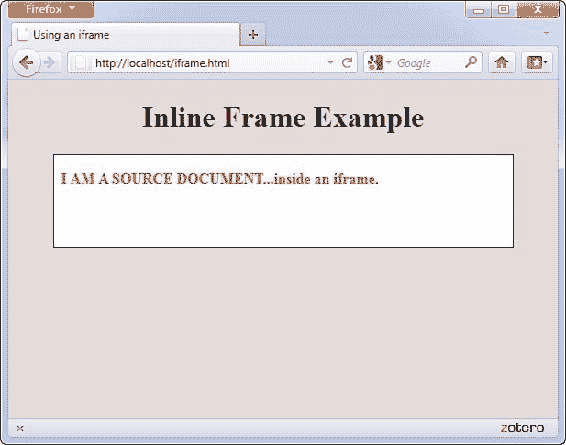 Firefox
Using an iframe
http://localhost/iframe.html
Google
Inline Frame Example
I AM A SOURCE DOCUMENT...inside an iframe.
zotero